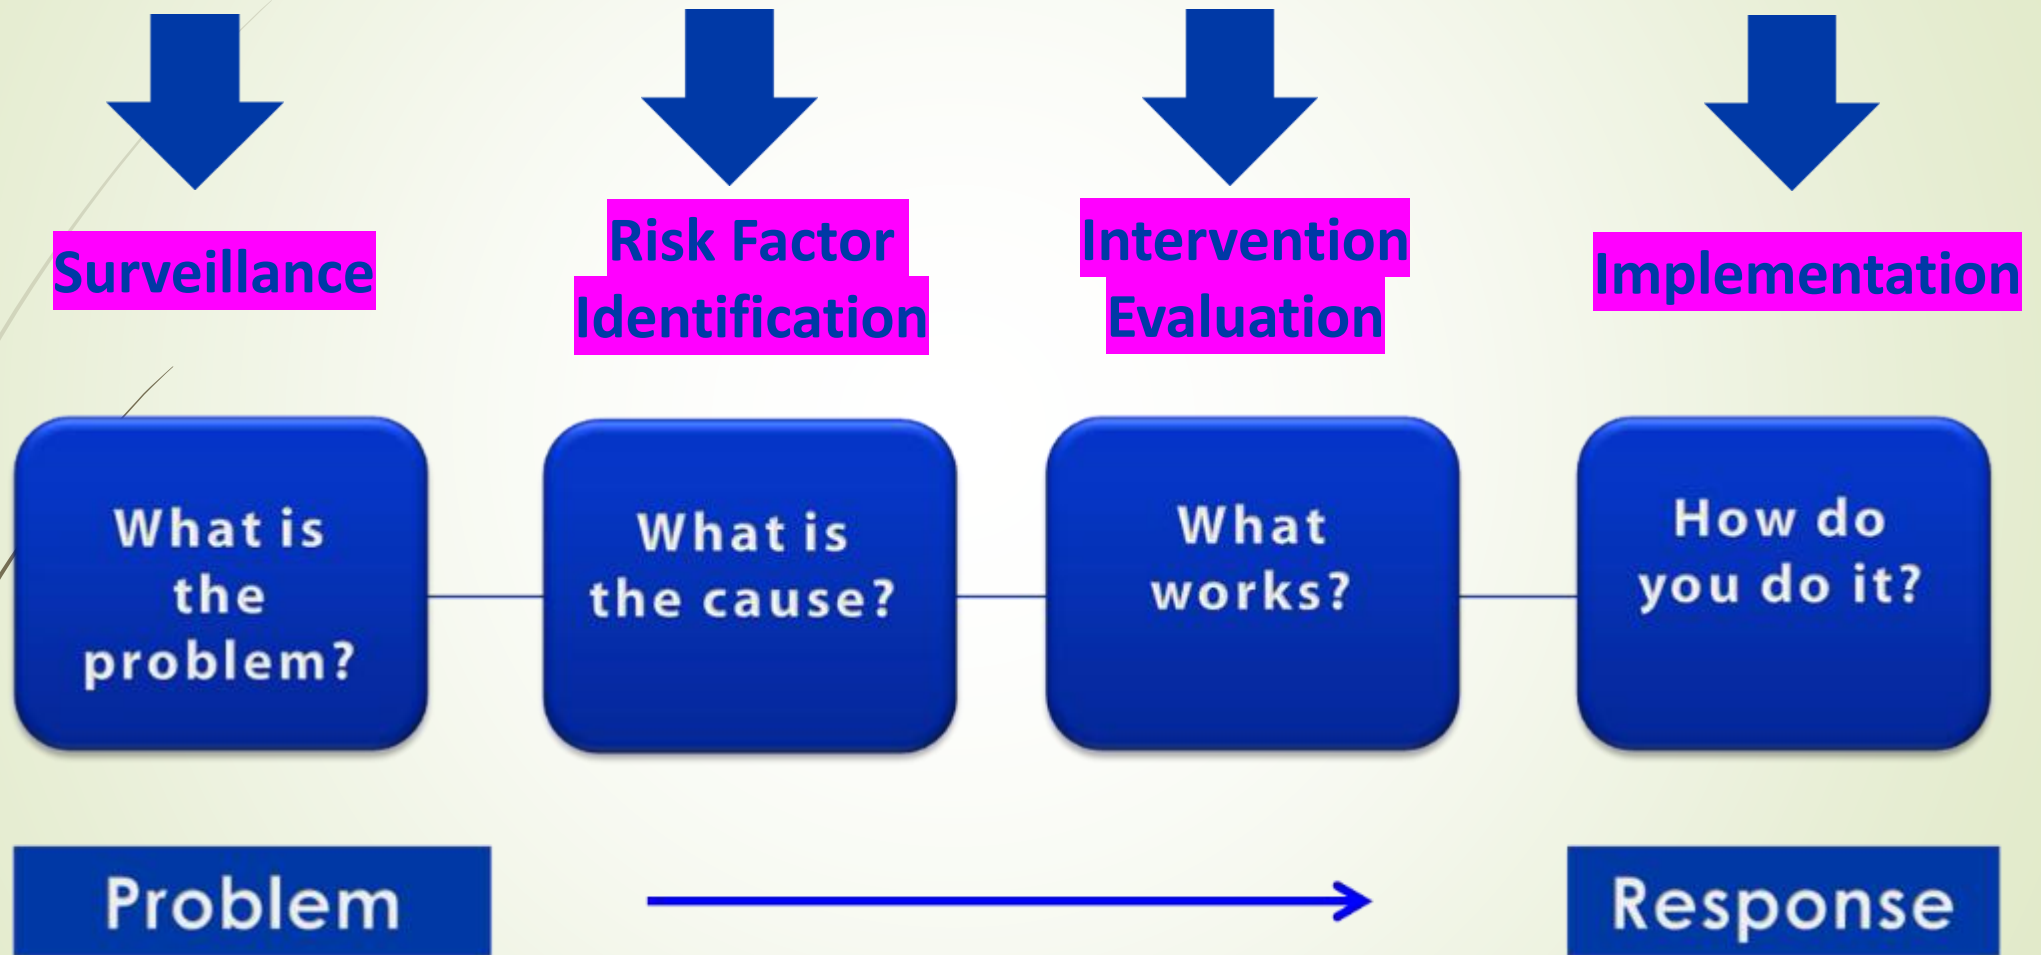 Surveillance
Risk Factor
Identification
Intervention
Evaluation
Implementation
What is
the
problem?
What is
the cause?
What
works?
How do
you do it?
Problem
Response